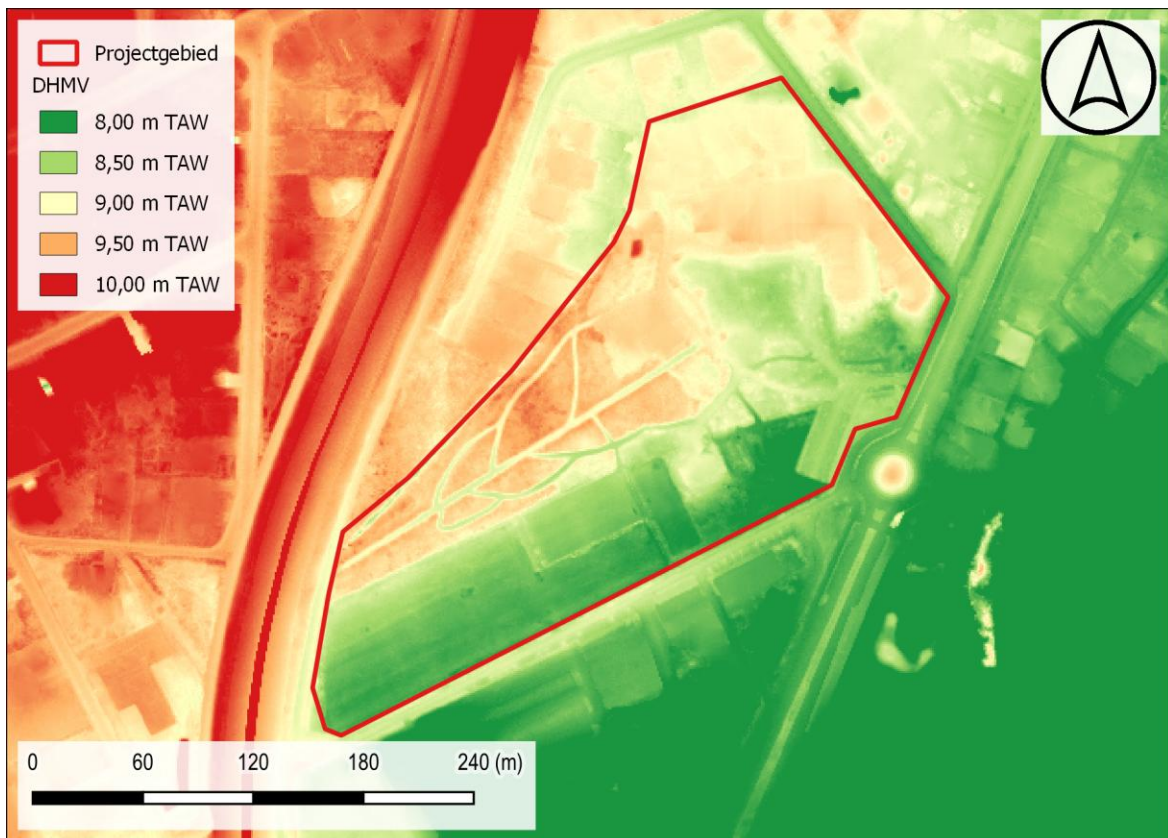 Projectgebied
DHMV
8,00 m TAW
8,50 m TAW
9,00 m TAW
9,50 m TAW
10,00 m TAW
0 60 120 180 240 (m)